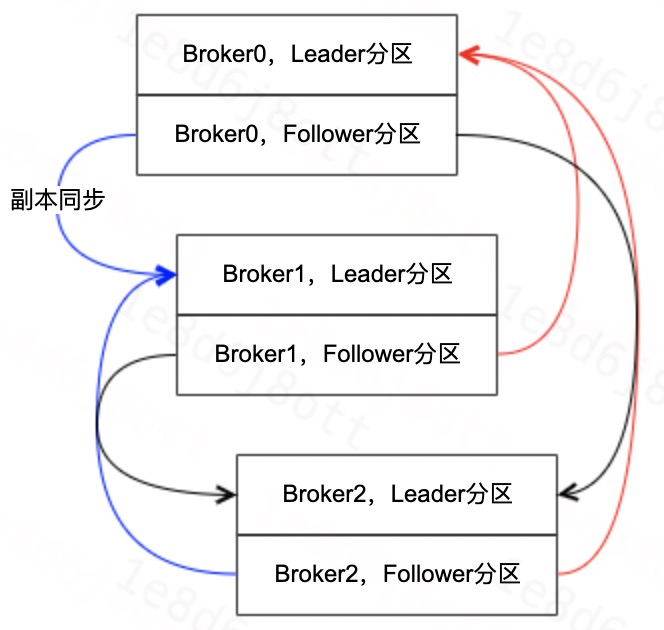 Broker0，Leader分区
Broker0，Follower分区
副本同步
Broker1，Leader分区
Broker1，Follower分区
Broker2，Leader分区
Broker2，Follower分区